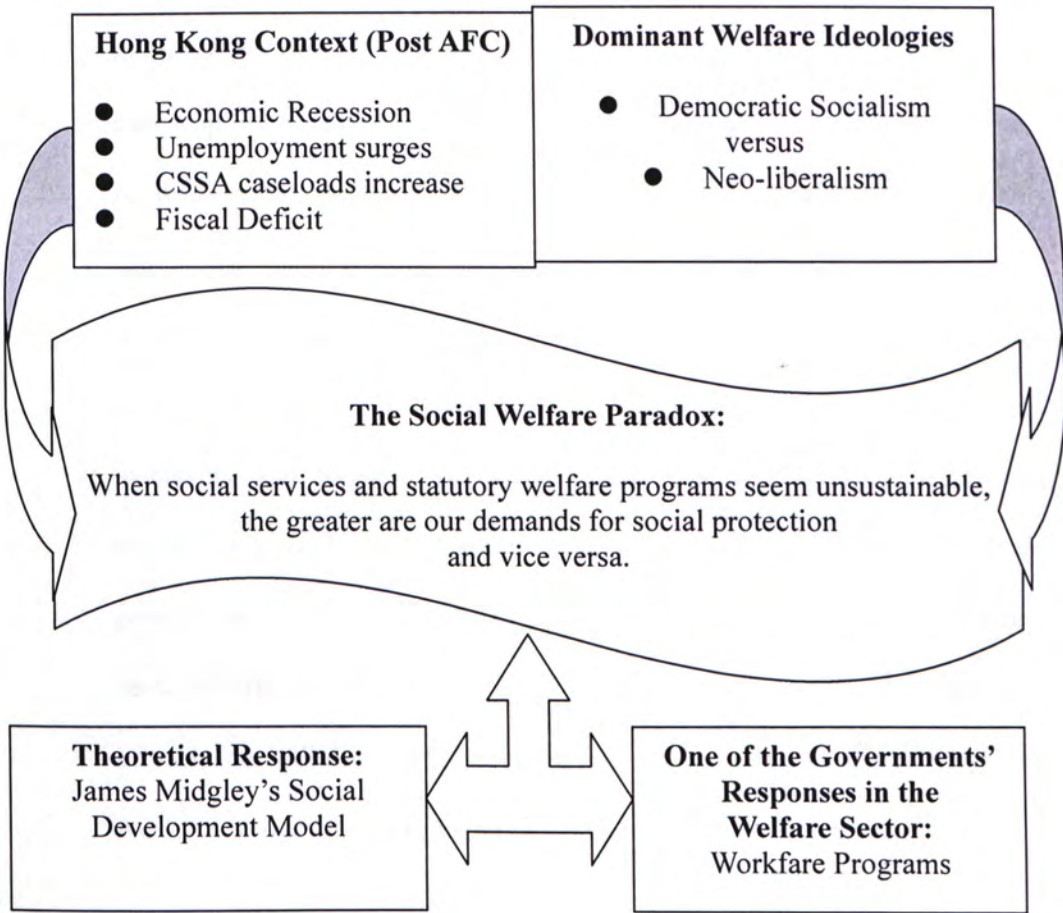 Hong Kong Context (Post AFC)
● Economic Recession
● Unemployment surges
● CSSA caseloads increase
● Fiscal Deficit
Dominant Welfare Ideologies
● Democratic Socialism
versus
● Neo-liberalism
The Social Welfare Paradox:
When social services and statutory welfare programs seem unsustainable,
the greater are our demands for social protection
and vice versa.
Theoretical Response:
James Midgley’s Social
Development Model
One of the Governments’
Responses in the
Welfare Sector:
Workfare Programs